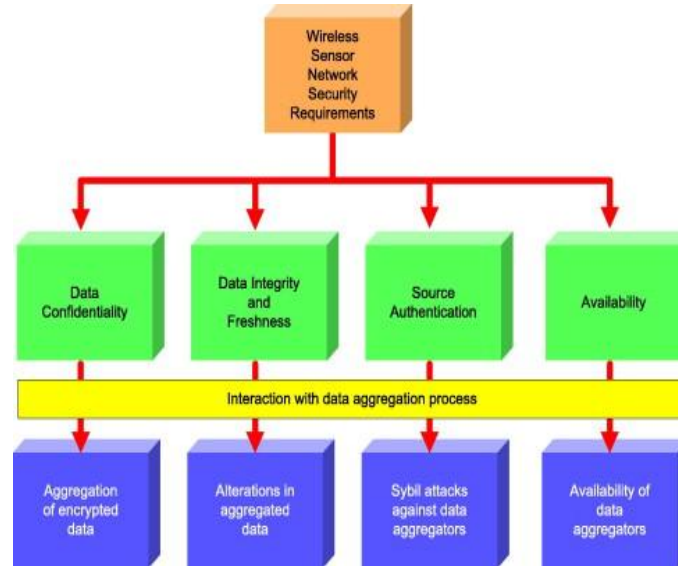 Wireless
Sensor
Network
Security
Requirements
Data
Confidentiality
Data Integrity
and
Freshness
Source
Authentication
Availability
Interaction with data aggregation process
Aggregation
of encrypted
data
Alterations in
aggregated
data
Sybil attacks
against data
aggregators
Availability of
data
aggregators